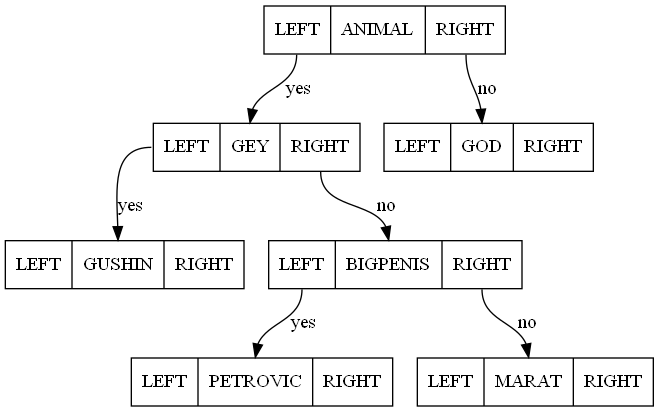 LEFT ANIMAL RIGHT
yes no
LEFT GEY RIGHT
LEFT GOD RIGHT
yes no
LEFT GUSHIN RIGHT
LEFT BIGPENIS RIGHT
yes no
LEFT PETROVIC RIGHT
LEFT MARAT RIGHT